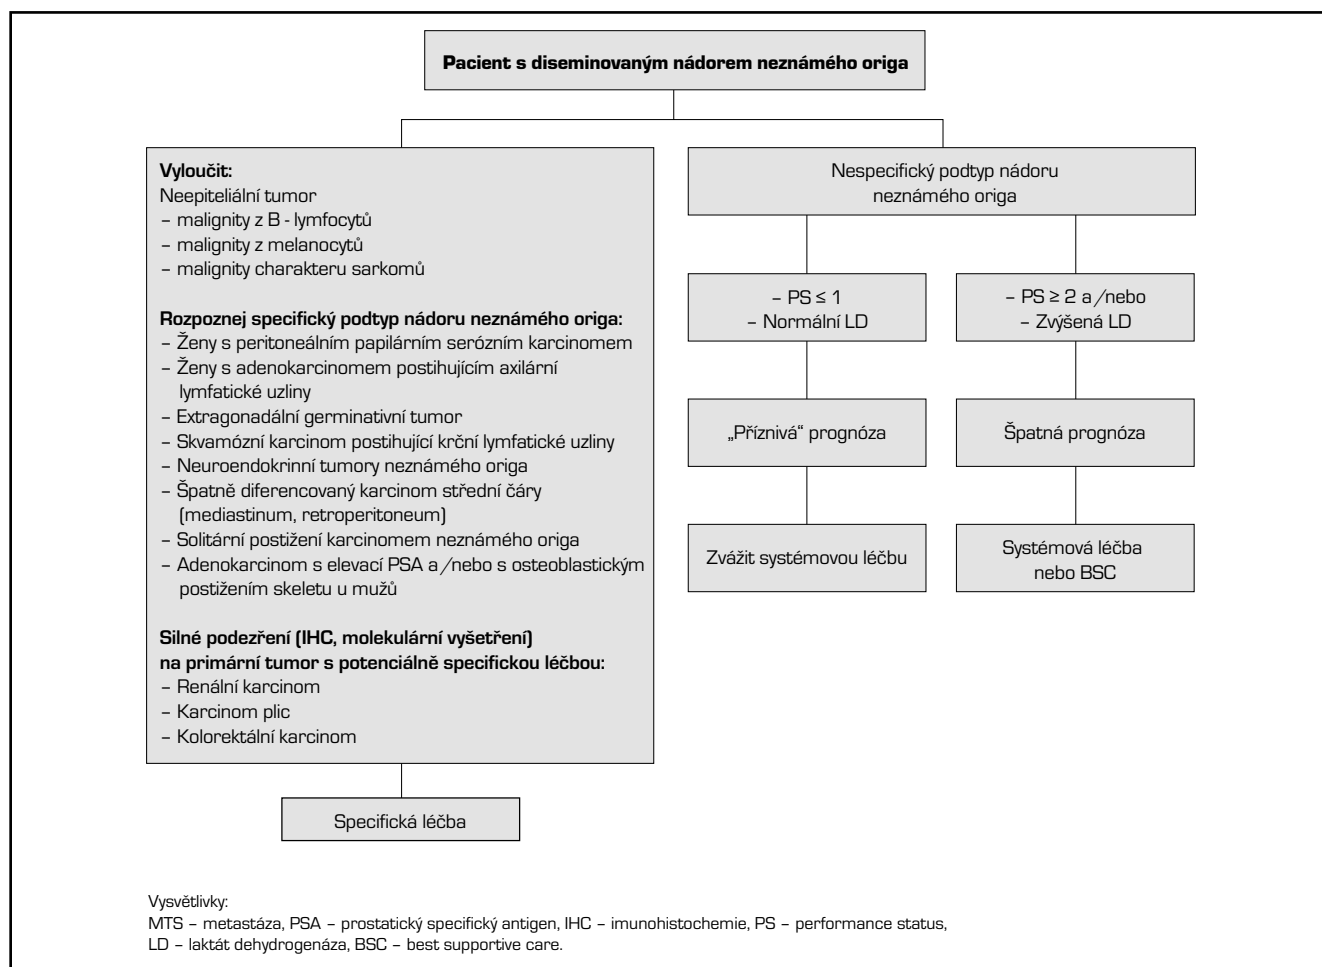 Pacient s diseminovaným nádorem neznámého origa
Vyloučit:
Neepiteliální tumor
– malignity z B - lymfocytů
– malignity z melanocytů
– malignity charakteru sarkomů
Rozpoznej specifický podtyp nádoru neznámého origa:
– Ženy s peritoneálním papilárním serózním karcinomem
– Ženy s adenokarcinomem postihujícím axilární
lymfatické uzliny
– Extragonadální germinativní tumor
– Skvamózní karcinom postihující krční lymfatické uzliny
– Neuroendokrinní tumory neznámého origa
– Špatně diferencovaný karcinom střední čáry
(mediastinum, retroperitoneum)
– Solitární postižení karcinomem neznámého origa
– Adenokarcinom s elevací PSA a/nebo s osteoblastickým
postižením skeletu u mužů
Silné podezření (IHC, molekulární vyšetření)
na primární tumor s potenciálně specifickou léčbou:
– Renální karcinom
– Karcinom plic
– Kolorektální karcinom
Specifická léčba
Nespecifický podtyp nádoru
neznámého origa
– PS ≤ 1
– Normální LD
„Příznivá“ prognóza
Zvážit systémovou léčbu
– PS ≥ 2 a/nebo
– Zvýšená LD
Špatná prognóza
Systémová léčba
nebo BSC
Vysvětlivky:
MTS – metastáza, PSA – prostatický specifický antigen, IHC – imunohistochemie, PS – performance status,
LD – laktát dehydrogenáza, BSC – best supportive care.